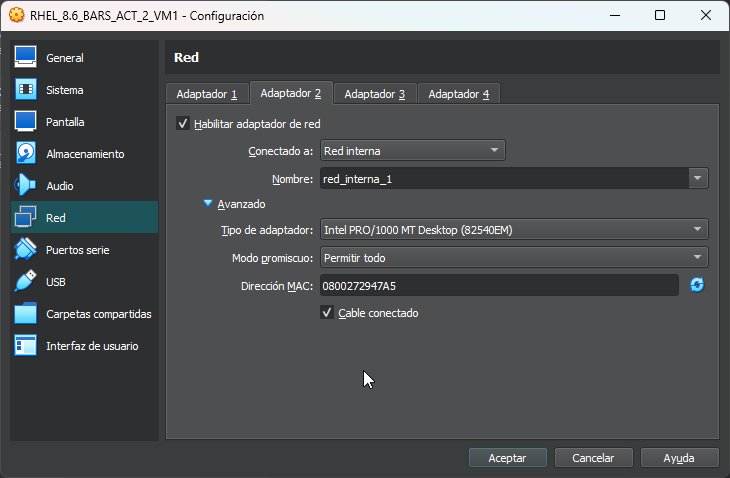 RHEL_8.6_BARS_ACT_2_VM1 - Configuración
General
Sistema
Pantalla
Almacenamiento
Audio
Red
Puertos serie
USB
Carpetas compartidas
Interfaz de usuario
Red
Adaptador 1 Adaptador 2 Adaptador 3 Adaptador 4
Habilitar adaptador de red
Conectado a: Red interna
Nombre: red_interna_1
Avanzado
Tipo de adaptador: Intel PRO/1000 MT Desktop (82540EM)
Modo promiscuo: Permitir todo
Dirección MAC: 0800272947A5
Cable conectado
Aceptar Cancelar Ayuda